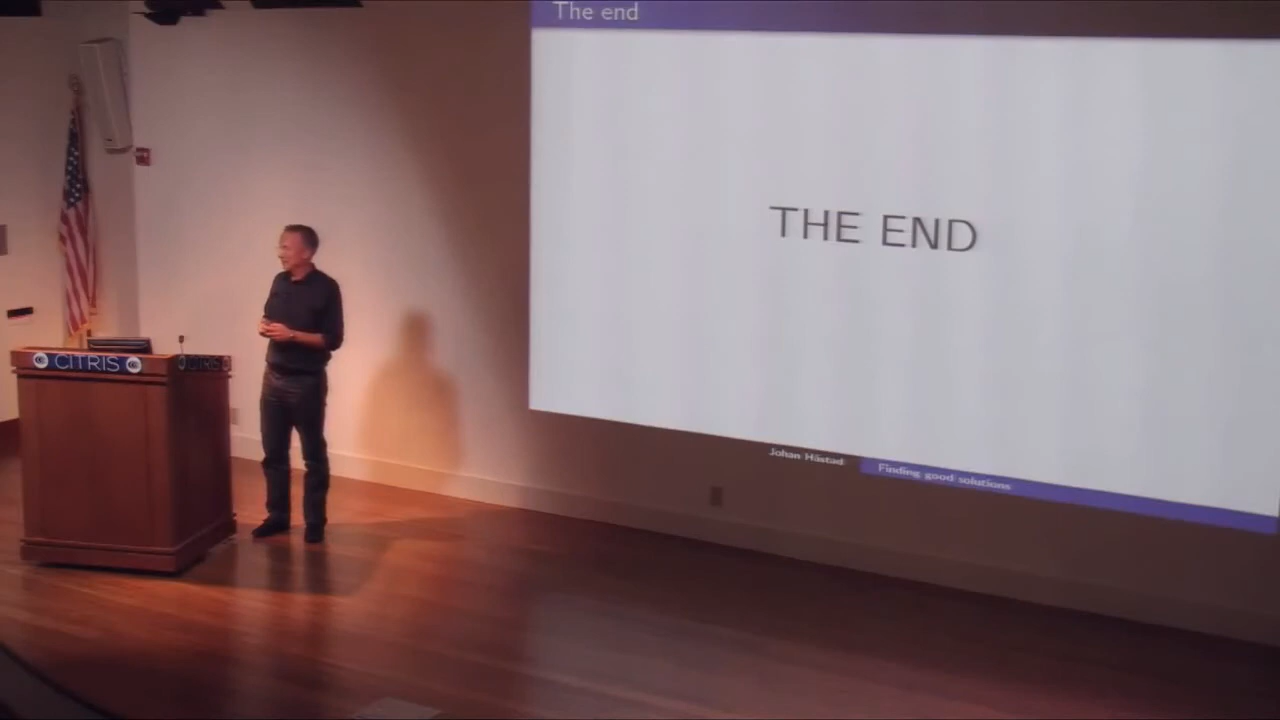 The end
THE END
Johan Håstad
Finding good solutions
CITRIS
CITRIS